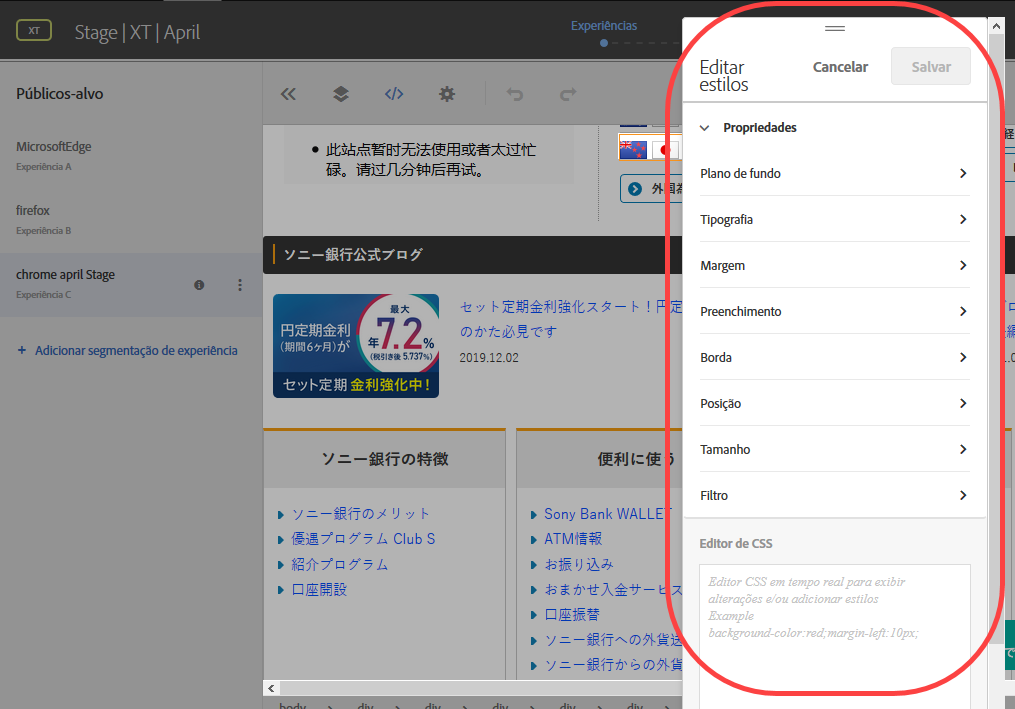 XT
Stage | XT | April
Experiências
Públicos-alvo
MicrosoftEdge
Experiência A
firefox
Experiência B
chrome april Stage
Experiência C
+ Adicionar segmentação de experiência
• 此站点暂时无法使用或者太过忙
碌。请过几分钟后再试。
ソニー銀行公式ブログ
円定期金利
(期間6ヶ月)が
最大
年7.2%
(税引き後 5.737%)
セット定期 金利強化中!
セット定期金利強化スタート!円定
のかた必見です
2019.12.02
ソニー銀行の特徴
ソニー銀行のメリット
優遇プログラム Club S
紹介プログラム
口座開設
便利に使う
Sony Bank WALLET
ATM情報
お振り込み
おまかせ入金サービス
口座振替
ソニー銀行への外貨送
ソニー銀行からの外貨
body > div > div > div > div > div
Editar
estilos
Cancelar
Salvar
Propriedades
Plano de fundo
Tipografia
Margem
Preenchimento
Borda
Posição
Tamanho
Filtro
Editor de CSS
Editor CSS em tempo real para exibir
alterações e/ou adicionar estilos
Example
background-color:red;margin-left:10px;